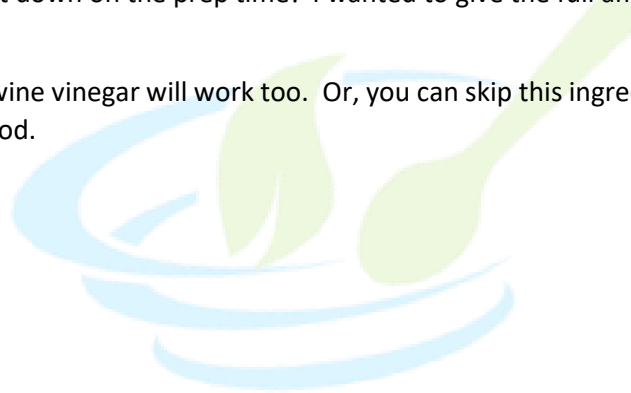 down on the prep time? I wanted to give the full
wine vinegar will work too. Or, you can skip this
od.